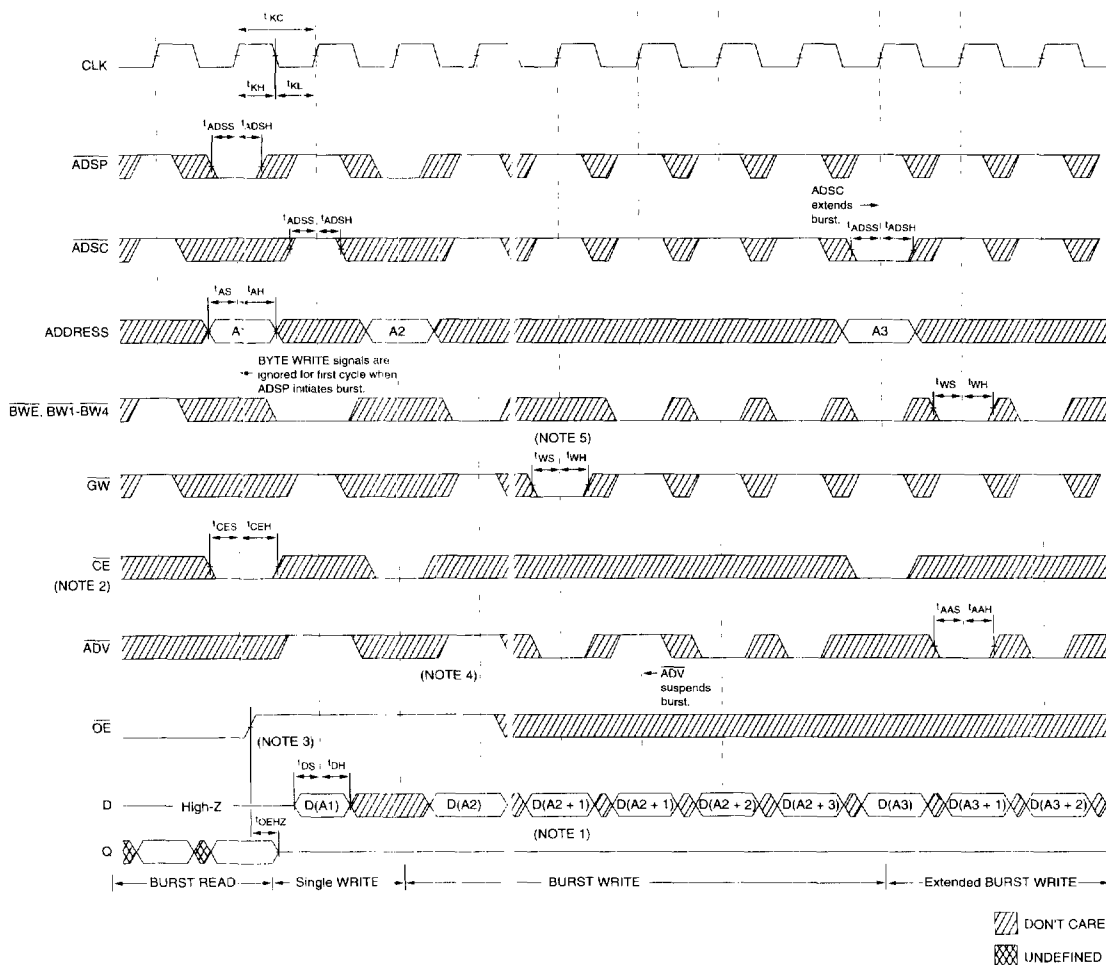 tKC
CLK
tKH tKL
tADSS tADSH
ADSP
ADSC
extends
burst.
tADSS tADSH
tADSS tADSH
ADSC
tAS tAH
ADDRESS A1 A2 A3
BYTE WRITE signals are
ignored for first cycle when
ADSP initiates burst.
tWS tWH
BWE, BW1-BW4
(NOTE 5)
tWS tWH
GW
tCES tCEH
CE
(NOTE 2)
tAAS tAAH
ADV
(NOTE 4)
ADV
suspends
burst.
OE
(NOTE 3)
tDS tDH
D High-Z D(A1) D(A2) D(A2 + 1) D(A2 + 1) D(A2 + 2) D(A2 + 3) D(A3) D(A3 + 1) D(A3 + 2)
tOEHZ
(NOTE 1)
Q
BURST READ Single WRITE BURST WRITE Extended BURST WRITE
DON'T CARE
UNDEFINED